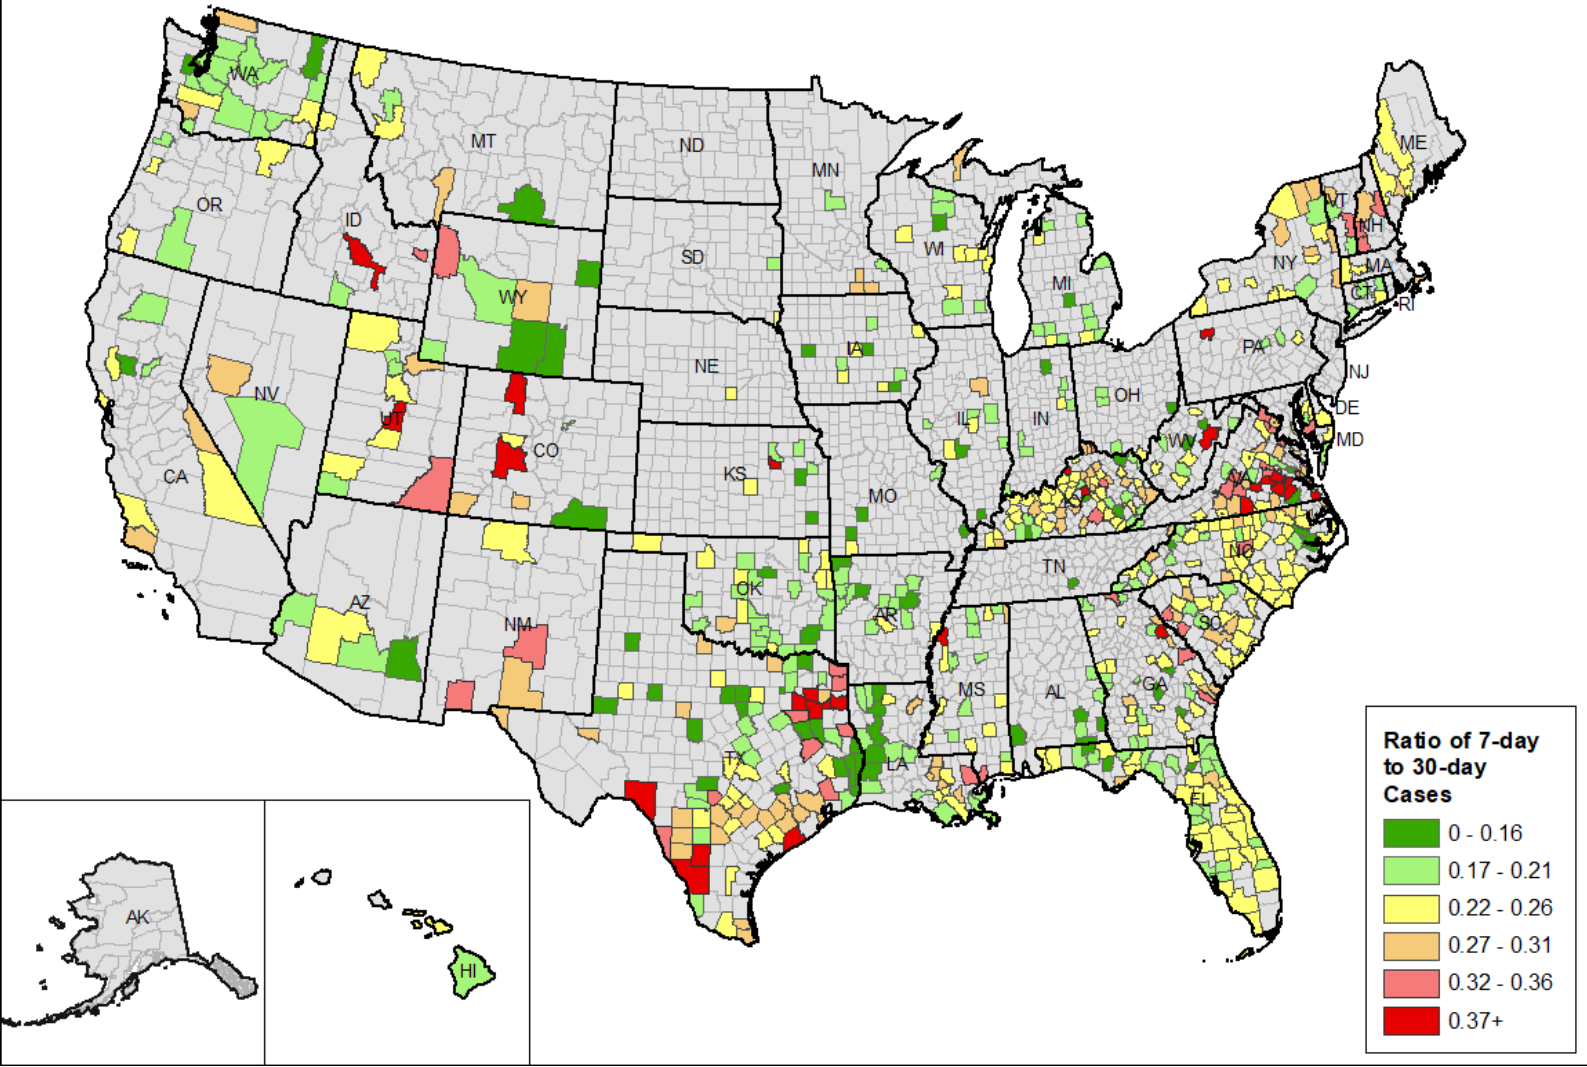 WA
MT
ND
MN
ME
OR
ID
SD
WI
MI
VT
NH
NY
MA
CT
RI
WY
NE
IA
PA
NJ
NV
UT
CO
IL
IN
OH
DE
MD
WV
CA
KS
MO
KY
VA
AZ
NM
OK
AR
TN
NC
SC
TX
LA
MS
AL
GA
FL
AK
HI
Ratio of 7-day
to 30-day
Cases
0 - 0.16
0.17 - 0.21
0.22 - 0.26
0.27 - 0.31
0.32 - 0.36
0.37+